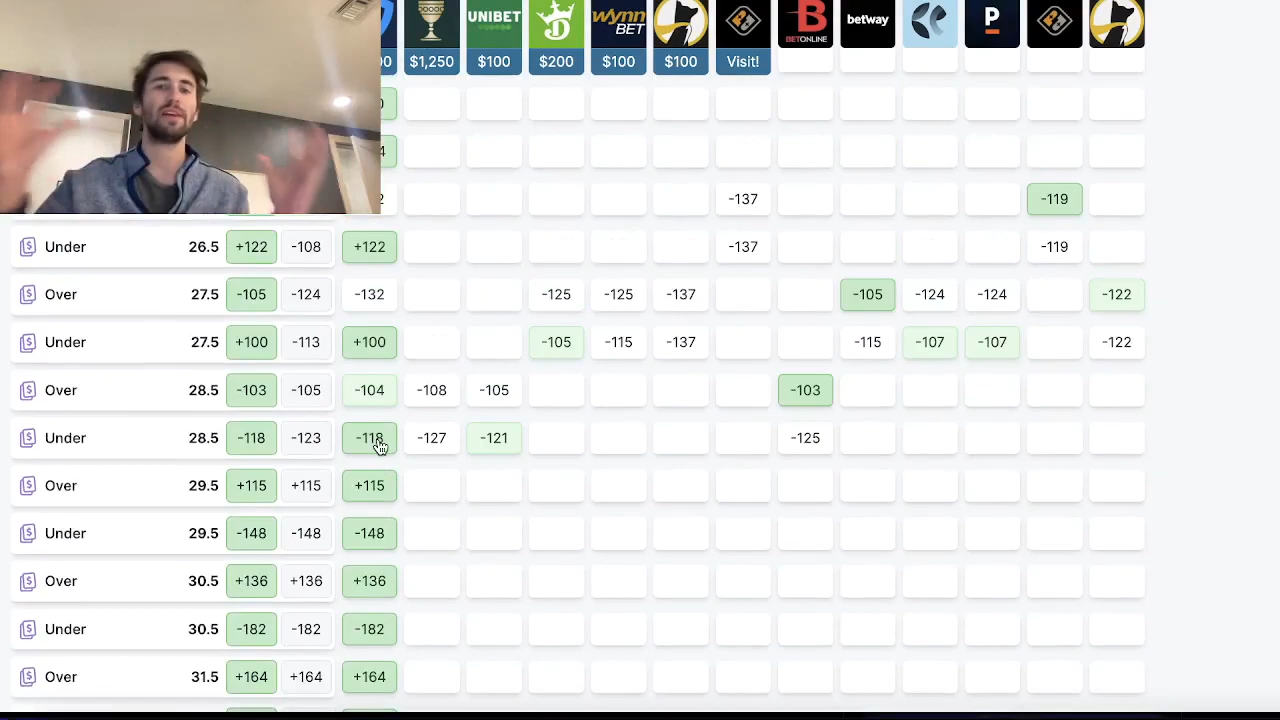 UNIBET
WYNN
BET
BETONLINE
betway
P
00 $1,250 $100 $200 $100 $100 Visit!
-137 -119
Under 26.5 +122 -108 +122 -137 -119
Over 27.5 -105 -124 -132 -125 -125 -137 -105 -124 -124 -122
Under 27.5 +100 -113 +100 -105 -115 -137 -115 -107 -107 -122
Over 28.5 -103 -105 -104 -108 -105 -103
Under 28.5 -118 -123 -118 -127 -121 -125
Over 29.5 +115 +115 +115
Under 29.5 -148 -148 -148
Over 30.5 +136 +136 +136
Under 30.5 -182 -182 -182
Over 31.5 +164 +164 +164